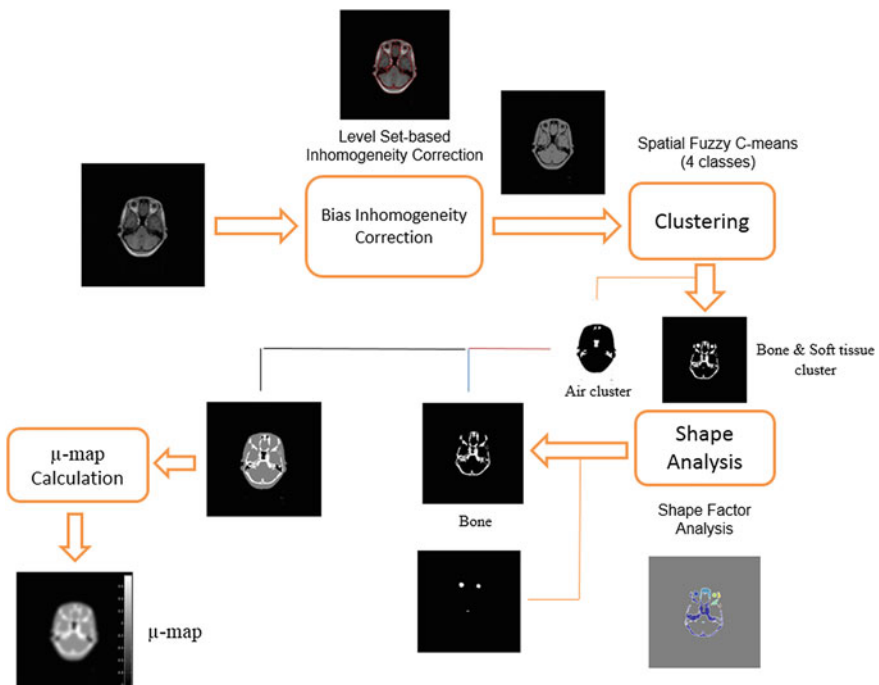 Level Set-based
Inhomogeneity Correction
Spatial Fuzzy C-means
(4 classes)
Bias Inhomogeneity
Correction
Clustering
Air cluster
Bone & Soft tissue
cluster
µ-map
Calculation
Shape
Analysis
Bone
Shape Factor
Analysis
µ-map